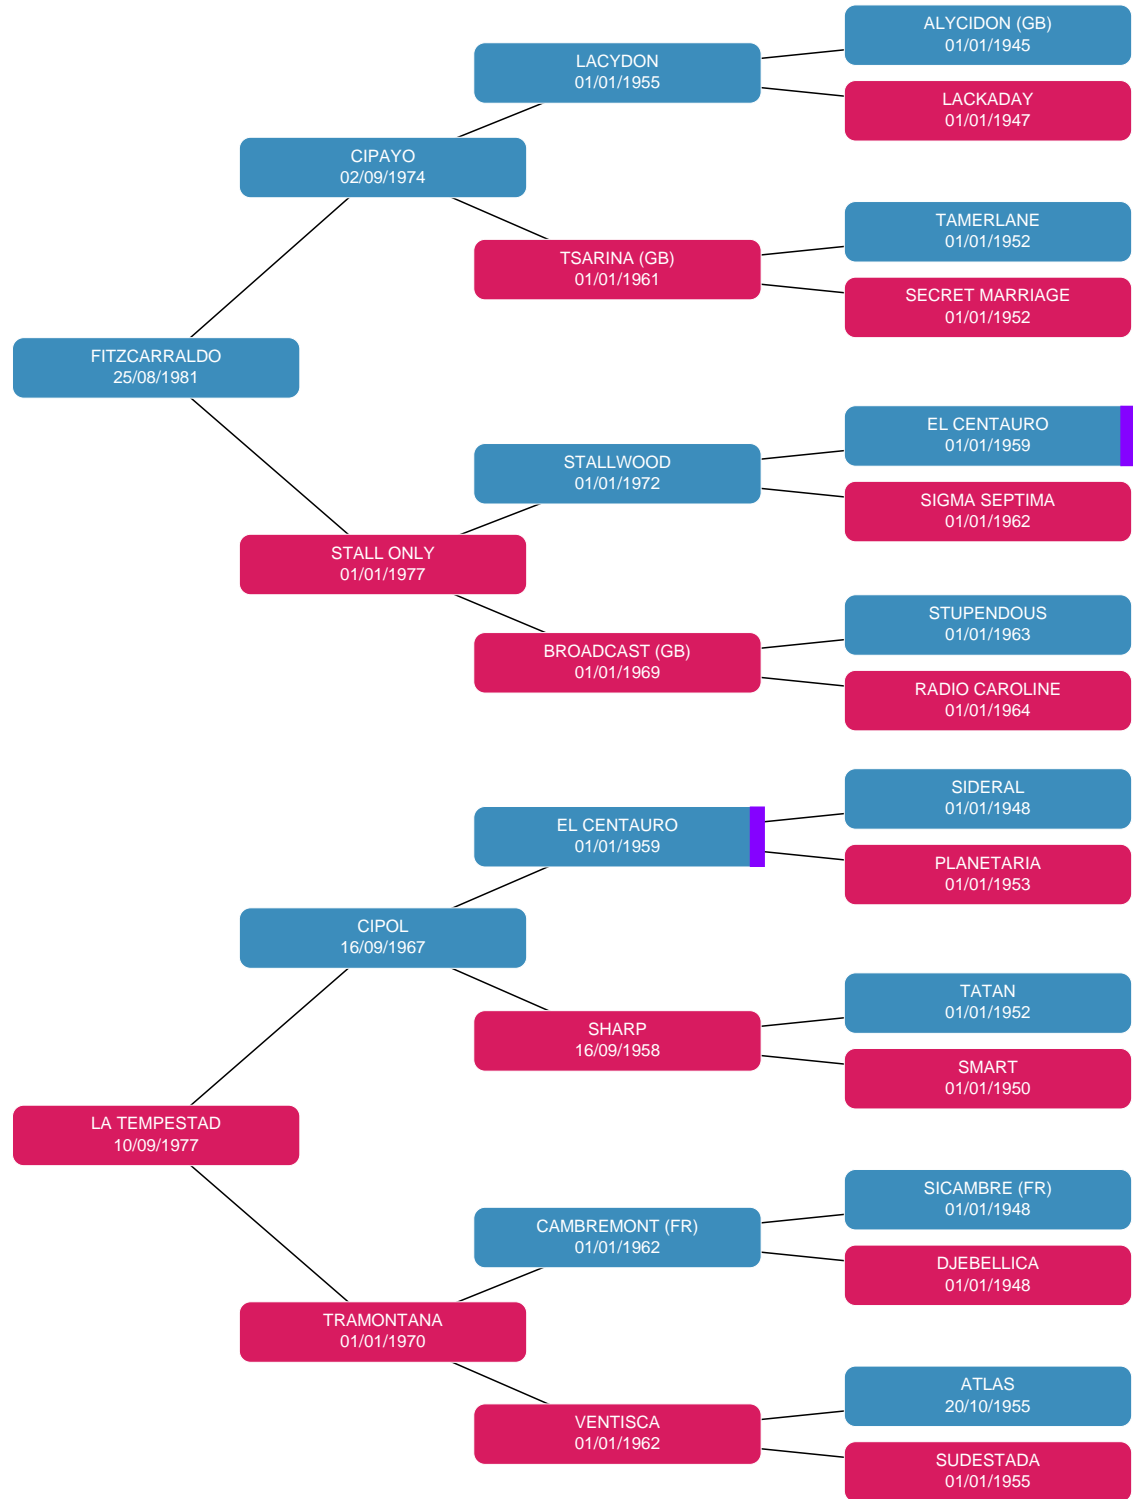 ALYCIDON (GB)
01/01/1945
LACYDON
01/01/1955
LACKADAY
01/01/1947
CIPAYO
02/09/1974
TAMERLANE
01/01/1952
TSARINA (GB)
01/01/1961
SECRET MARRIAGE
01/01/1952
FITZCARRALDO
25/08/1981
EL CENTAURO
01/01/1959
STALLWOOD
01/01/1972
SIGMA SEPTIMA
01/01/1962
STALL ONLY
01/01/1977
STUPENDOUS
01/01/1963
BROADCAST (GB)
01/01/1969
RADIO CAROLINE
01/01/1964
SIDERAL
01/01/1948
EL CENTAURO
01/01/1959
PLANETARIA
01/01/1953
CIPOL
16/09/1967
TATAN
01/01/1952
SHARP
16/09/1958
SMART
01/01/1950
LA TEMPESTAD
10/09/1977
SICAMBRE (FR)
01/01/1948
CAMBREMONT (FR)
01/01/1962
DJEBELLICA
01/01/1948
TRAMONTANA
01/01/1970
ATLAS
20/10/1955
VENTISCA
01/01/1962
SUDESTADA
01/01/1955